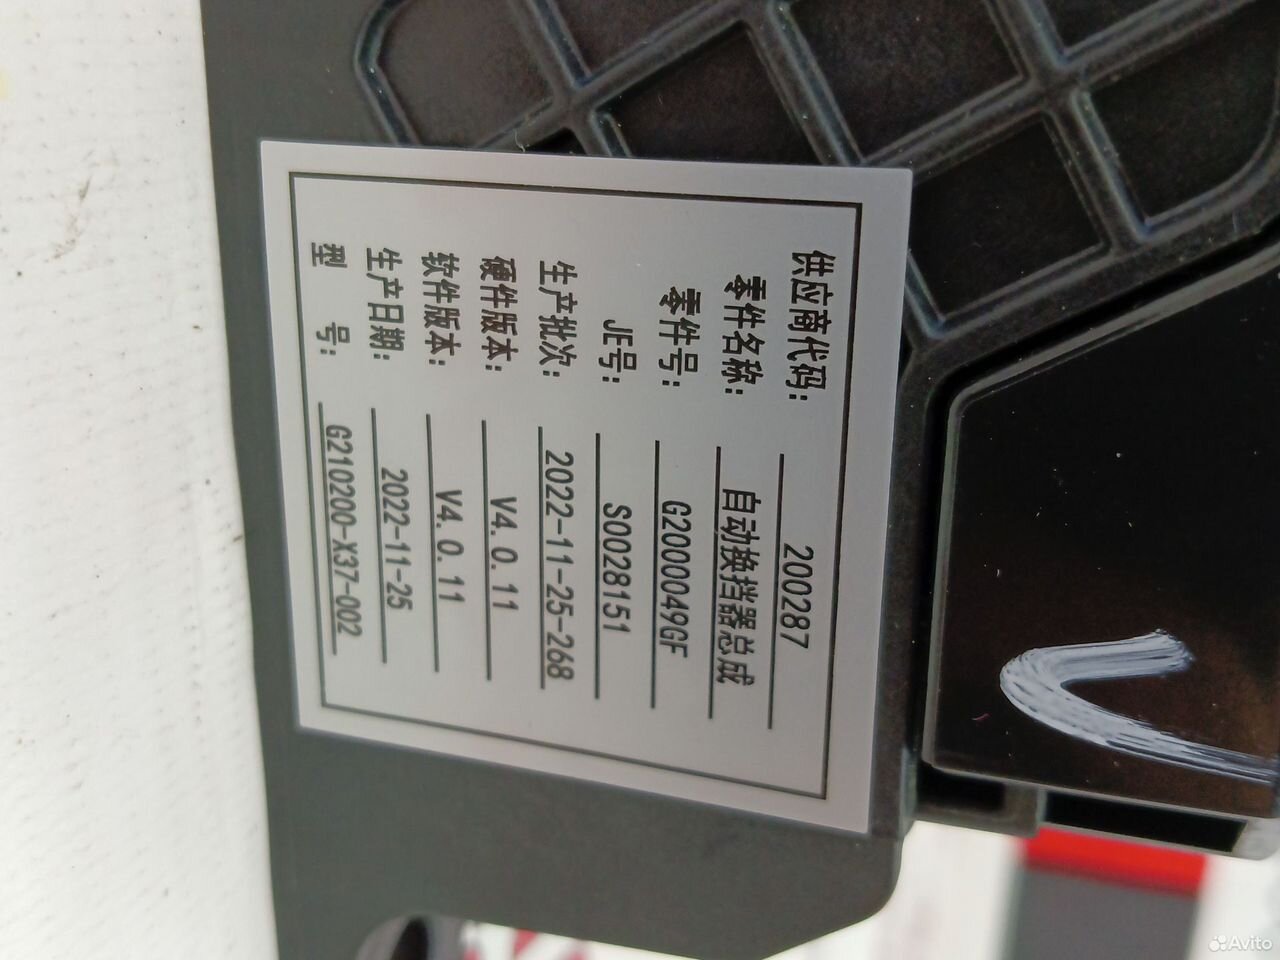 供应商代码: 200287
零件名称: 自动换挡器总成
零件号: G2000049GF
JE号: S0028151
生产批次: 2022-11-25-268
硬件版本: V4.0.11
软件版本: V4.0.11
生产日期: 2022-11-25
型 号: G210200-X37-002
Avito